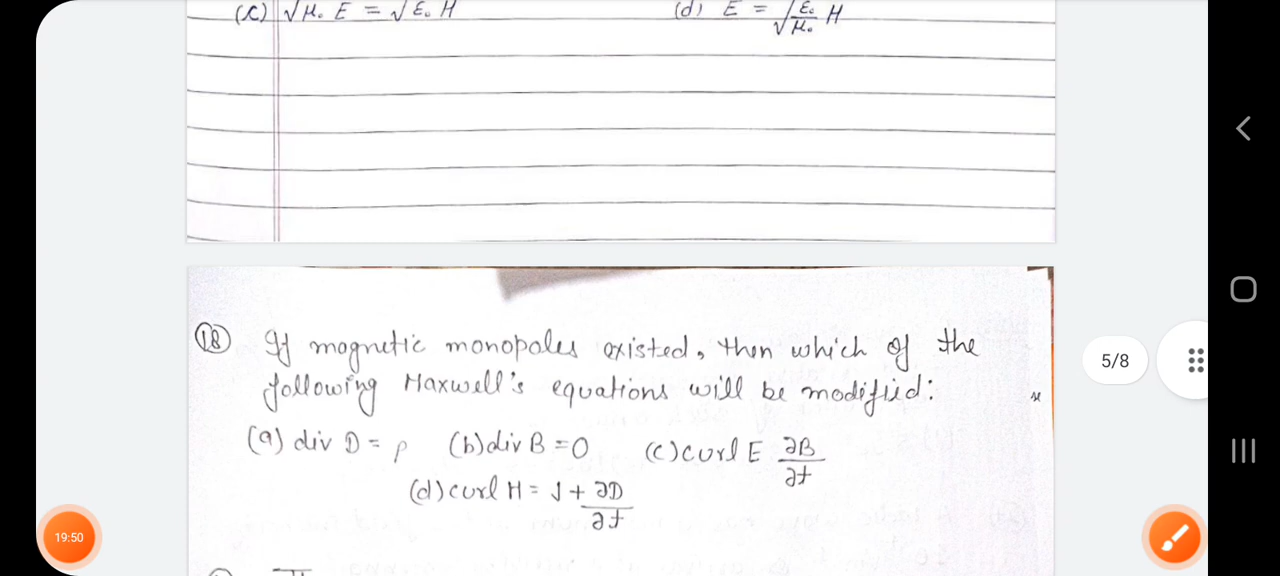 (c) √μ₀ E = √ε₀ H (d) E = √ε₀/μ₀ H
(18) If magnetic monopoles existed, then which of the
following Maxwell's equations will be modified:
(a) div D = ρ (b) div B = 0 (c) curl E ∂B/∂t
(d) curl H = J + ∂D/∂t
5/8
19:50